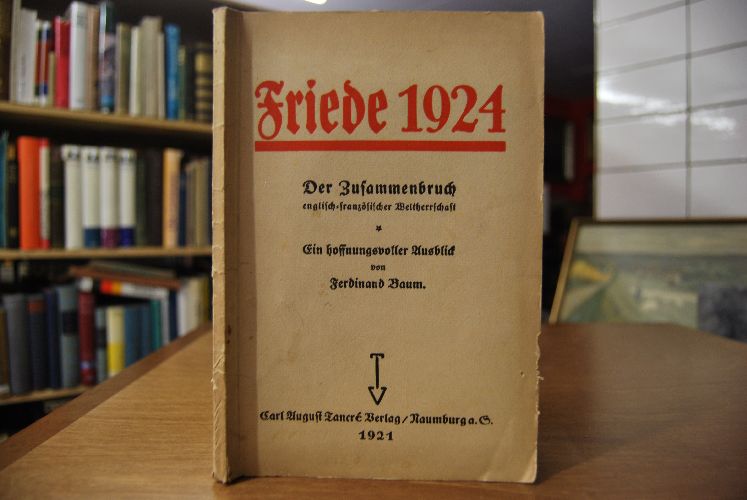 Friede 1924
Der Zusammenbruch
englisch-französischer Weltherrschaft
*
Ein hoffnungsvoller Ausblick
von
Ferdinand Baum.
Carl August Tancré Verlag / Naumburg a. S.
1921